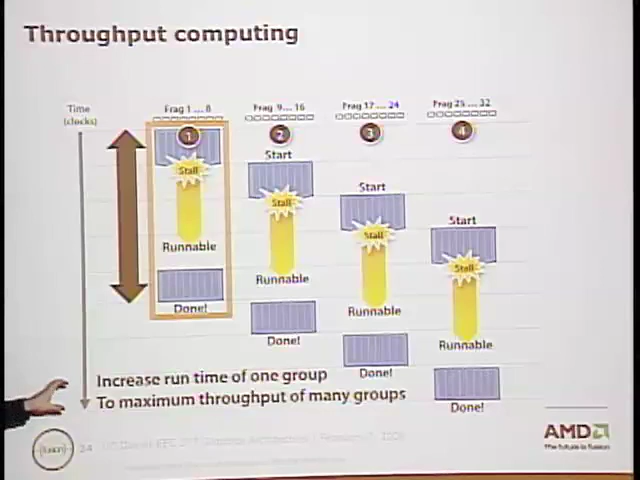 Throughput computing
Time
(clocks)
Frag 1 … 8
Frag 9… 16
Frag 17 … 24
Frag 25 … 32
1
2
3
4
Stall
Runnable
Done!
Start
Stall
Runnable
Done!
Start
Stall
Runnable
Done!
Start
Stall
Runnable
Done!
Increase run time of one group
To maximum throughput of many groups
fusion
24
AMD
The future is fusion